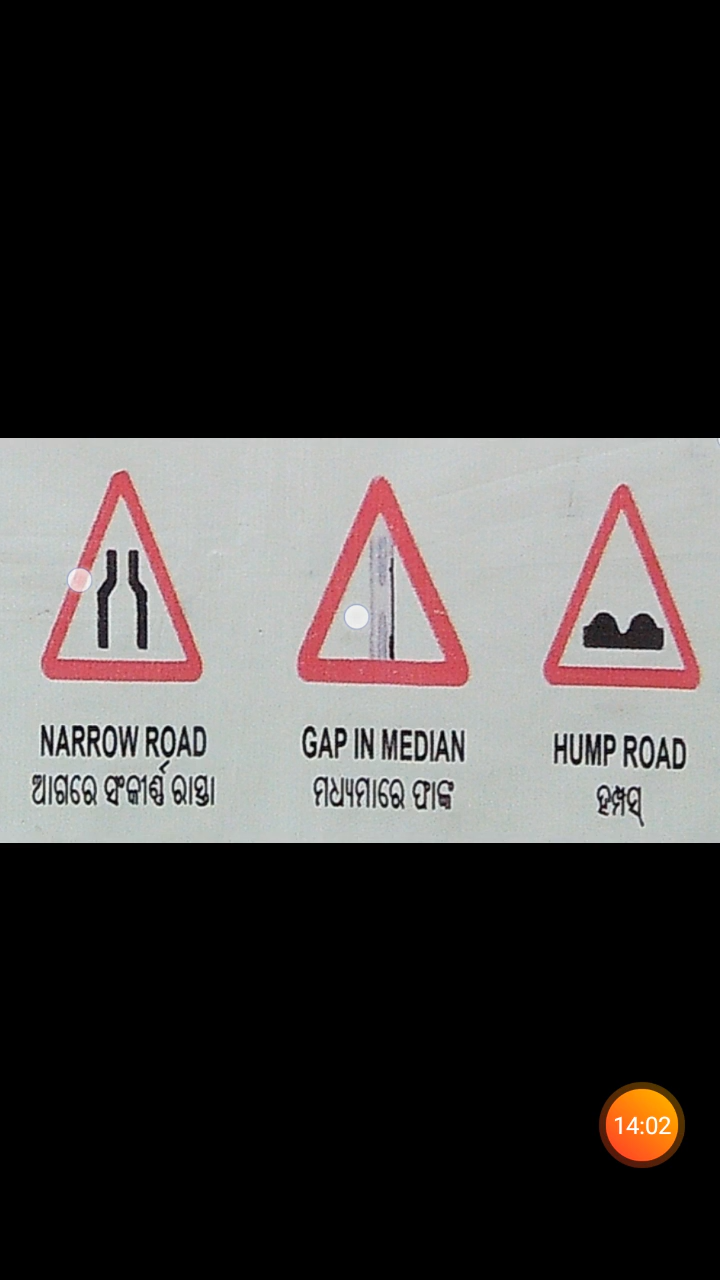 NARROW ROAD
ଆଗରେ ସଂକୀର୍ଣ୍ଣ ରାସ୍ତା
GAP IN MEDIAN
ମଧ୍ୟମାରେ ଫାଙ୍କ
HUMP ROAD
ହମ୍ପସ୍
14:02